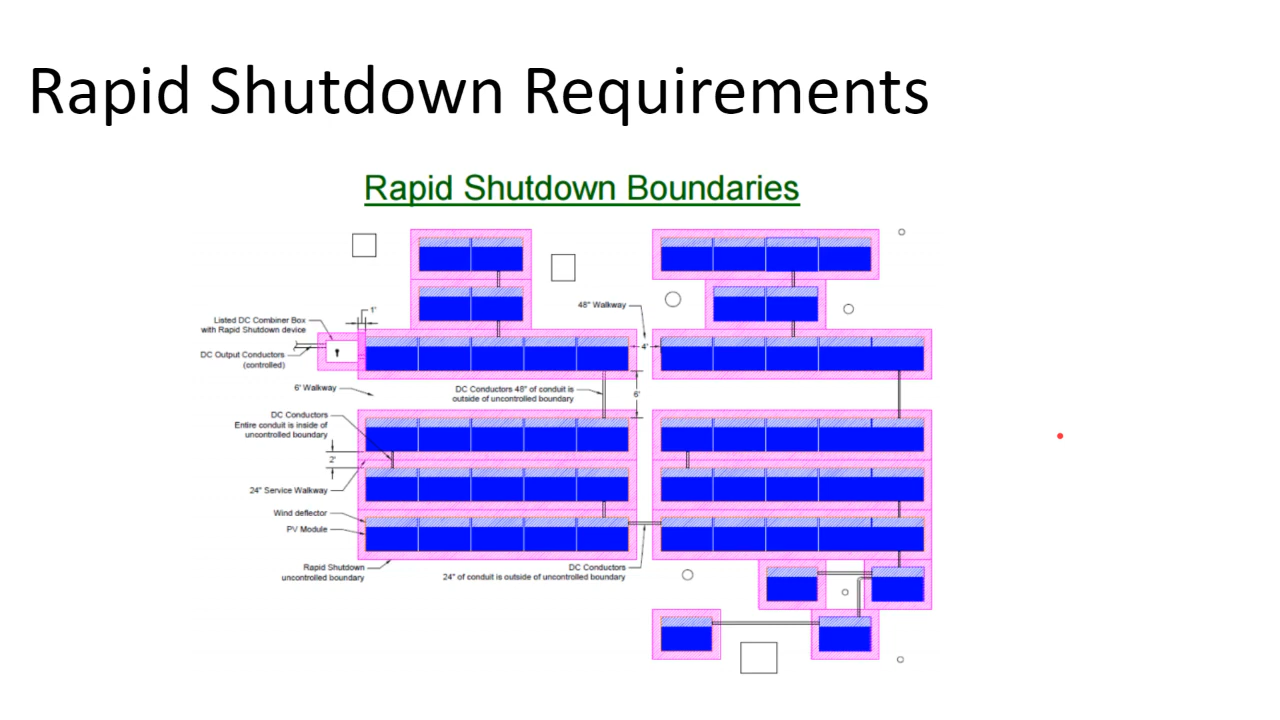 Rapid Shutdown Requirements
Rapid Shutdown Boundaries
48" Walkway
1'
Listed DC Combiner Box
with Rapid Shutdown device
4'
DC Output Conductors
(controlled)
6' Walkway
DC Conductors 48" of conduit is
outside of uncontrolled boundary
6'
DC Conductors
Entire conduit is inside of
uncontrolled boundary
2'
24" Service Walkway
Wind deflector
PV Module
Rapid Shutdown
uncontrolled boundary
DC Conductors
24" of conduit is outside of uncontrolled boundary